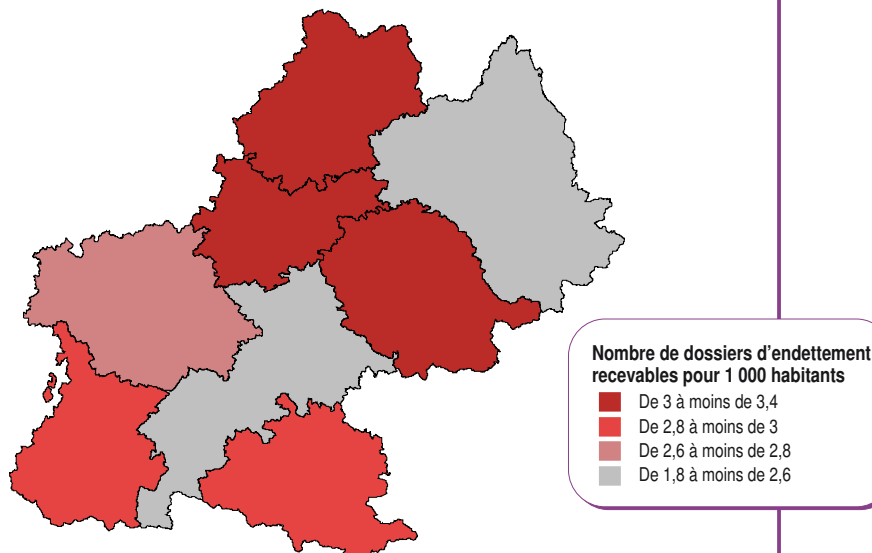 Nombre de dossiers d'endettement
recevables pour 1 000 habitants
De 3 à moins de 3,4
De 2,8 à moins de 3
De 2,6 à moins de 2,8
De 1,8 à moins de 2,6